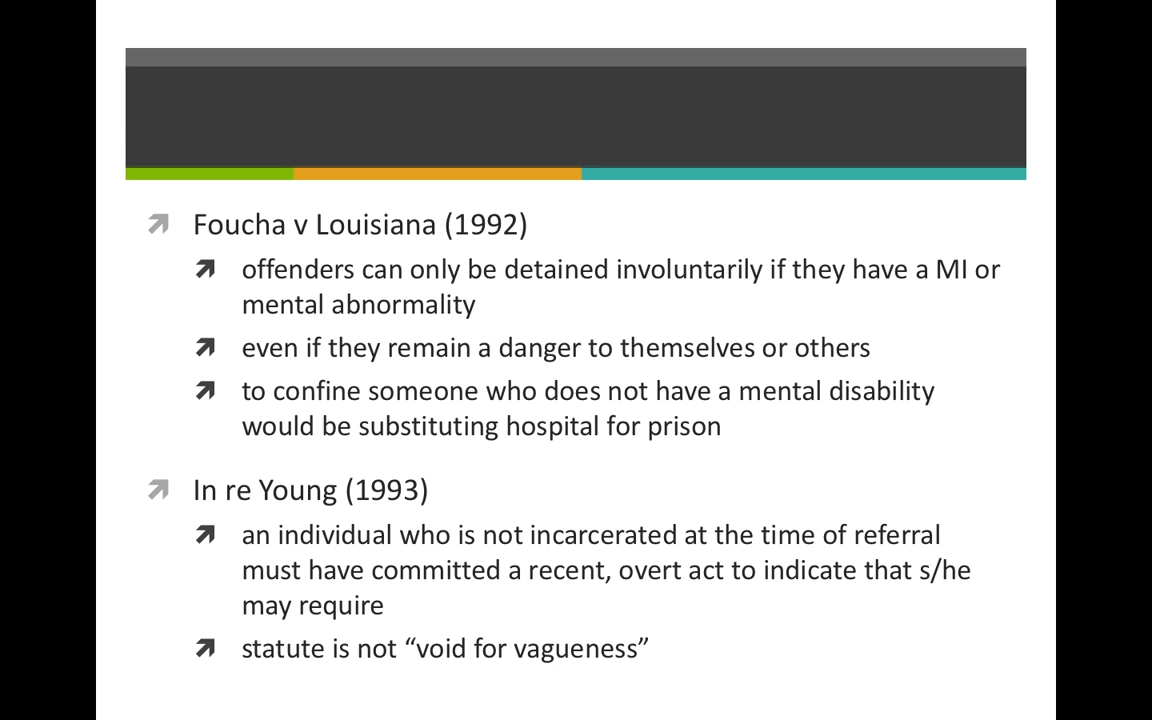 Foucha v Louisiana (1992)
offenders can only be detained involuntarily if they have a MI or
mental abnormality
even if they remain a danger to themselves or others
to confine someone who does not have a mental disability
would be substituting hospital for prison
In re Young (1993)
an individual who is not incarcerated at the time of referral
must have committed a recent, overt act to indicate that s/he
may require
statute is not “void for vagueness”